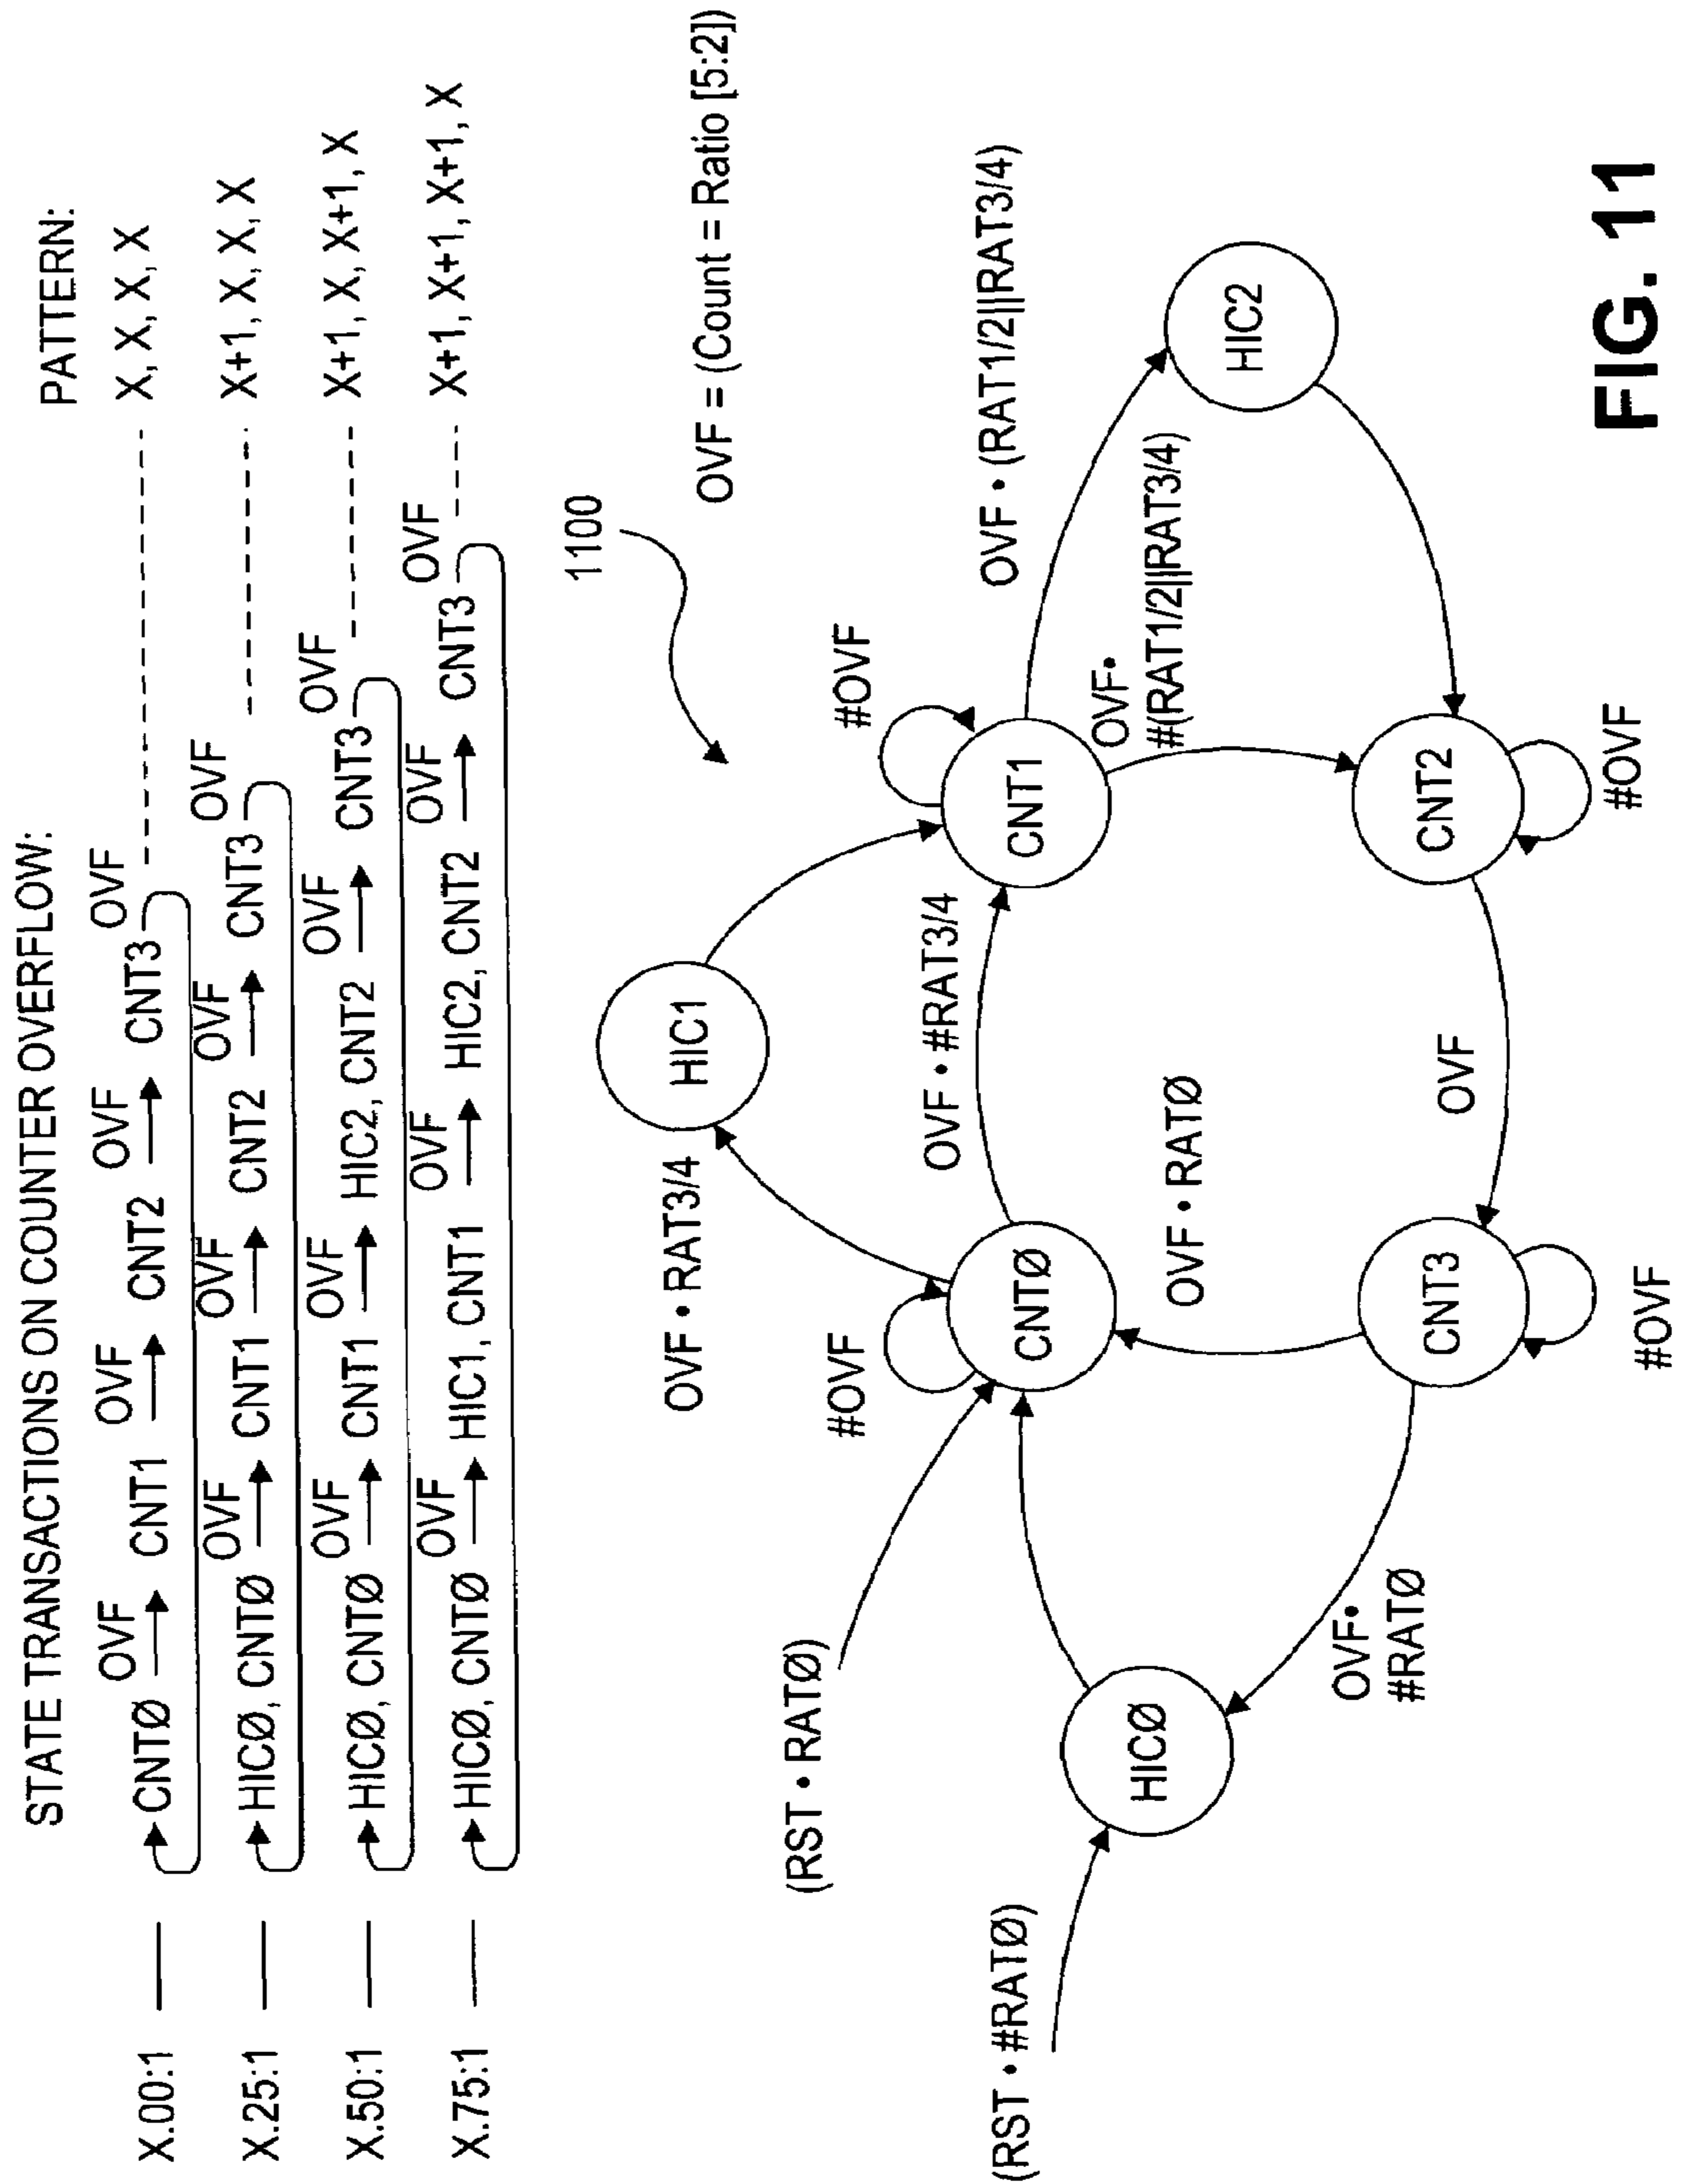 STATE TRANSACTIONS ON COUNTER OVERFLOW:
PATTERN:
X.00:1 — CNTØ OVF CNT1 OVF CNT2 OVF CNT3 OVF X, X, X, X
X.25:1 — HICØ, CNTØ OVF CNT1 OVF CNT2 OVF CNT3 OVF X+1, X, X, X
X.50:1 — HICØ, CNTØ OVF CNT1 OVF HIC2, CNT2 OVF CNT3 OVF X+1, X, X+1, X
X.75:1 — HICØ, CNTØ OVF HIC1, CNT1 OVF HIC2, CNT2 OVF CNT3 OVF X+1, X+1, X+1, X
1100
OVF = (Count = Ratio [5:2])
HIC1
OVF • RAT3/4
(RST • RATØ)
#OVF
#OVF
OVF • #RAT3/4
OVF • (RAT1/2||RAT3/4)
(RST • #RATØ)
CNTØ
CNT1
OVF•
#(RAT1/2||RAT3/4)
HICØ
OVF • RATØ
HIC2
OVF•
#RATØ
OVF
CNT3
CNT2
#OVF
#OVF
FIG. 11